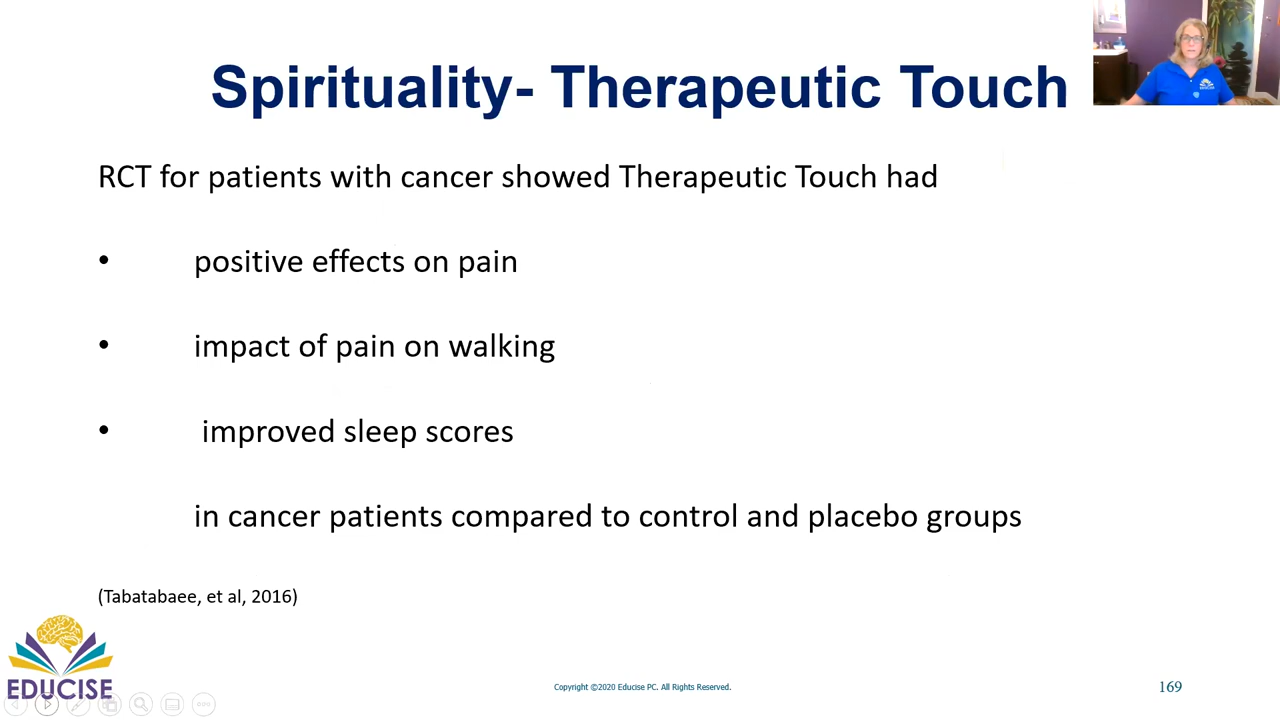 Spirituality- Therapeutic Touch
RCT for patients with cancer showed Therapeutic Touch had
• positive effects on pain
• impact of pain on walking
• improved sleep scores
in cancer patients compared to control and placebo groups
(Tabatabaee, et al, 2016)
EDUCISE
Copyright ©2020 Educise PC. All Rights Reserved.
169